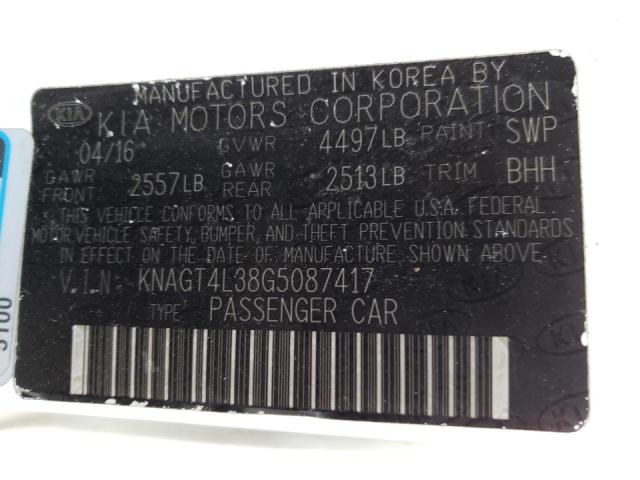 MANUFACTURED IN KOREA BY
KIA KIA MOTORS CORPORATION
04/16 GVWR 4497LB PAINT SWP
GAWR FRONT 2557LB GAWR REAR 2513LB TRIM BHH
THIS VEHICLE CONFORMS TO ALL APPLICABLE U.S.A. FEDERAL
MOTOR VEHICLE SAFETY, BUMPER, AND THEFT PREVENTION STANDARDS
IN EFFECT ON THE DATE OF MANUFACTURE, SHOWN ABOVE.
V.I.N: KNAGT4L38G5087417
TYPE: PASSENGER CAR